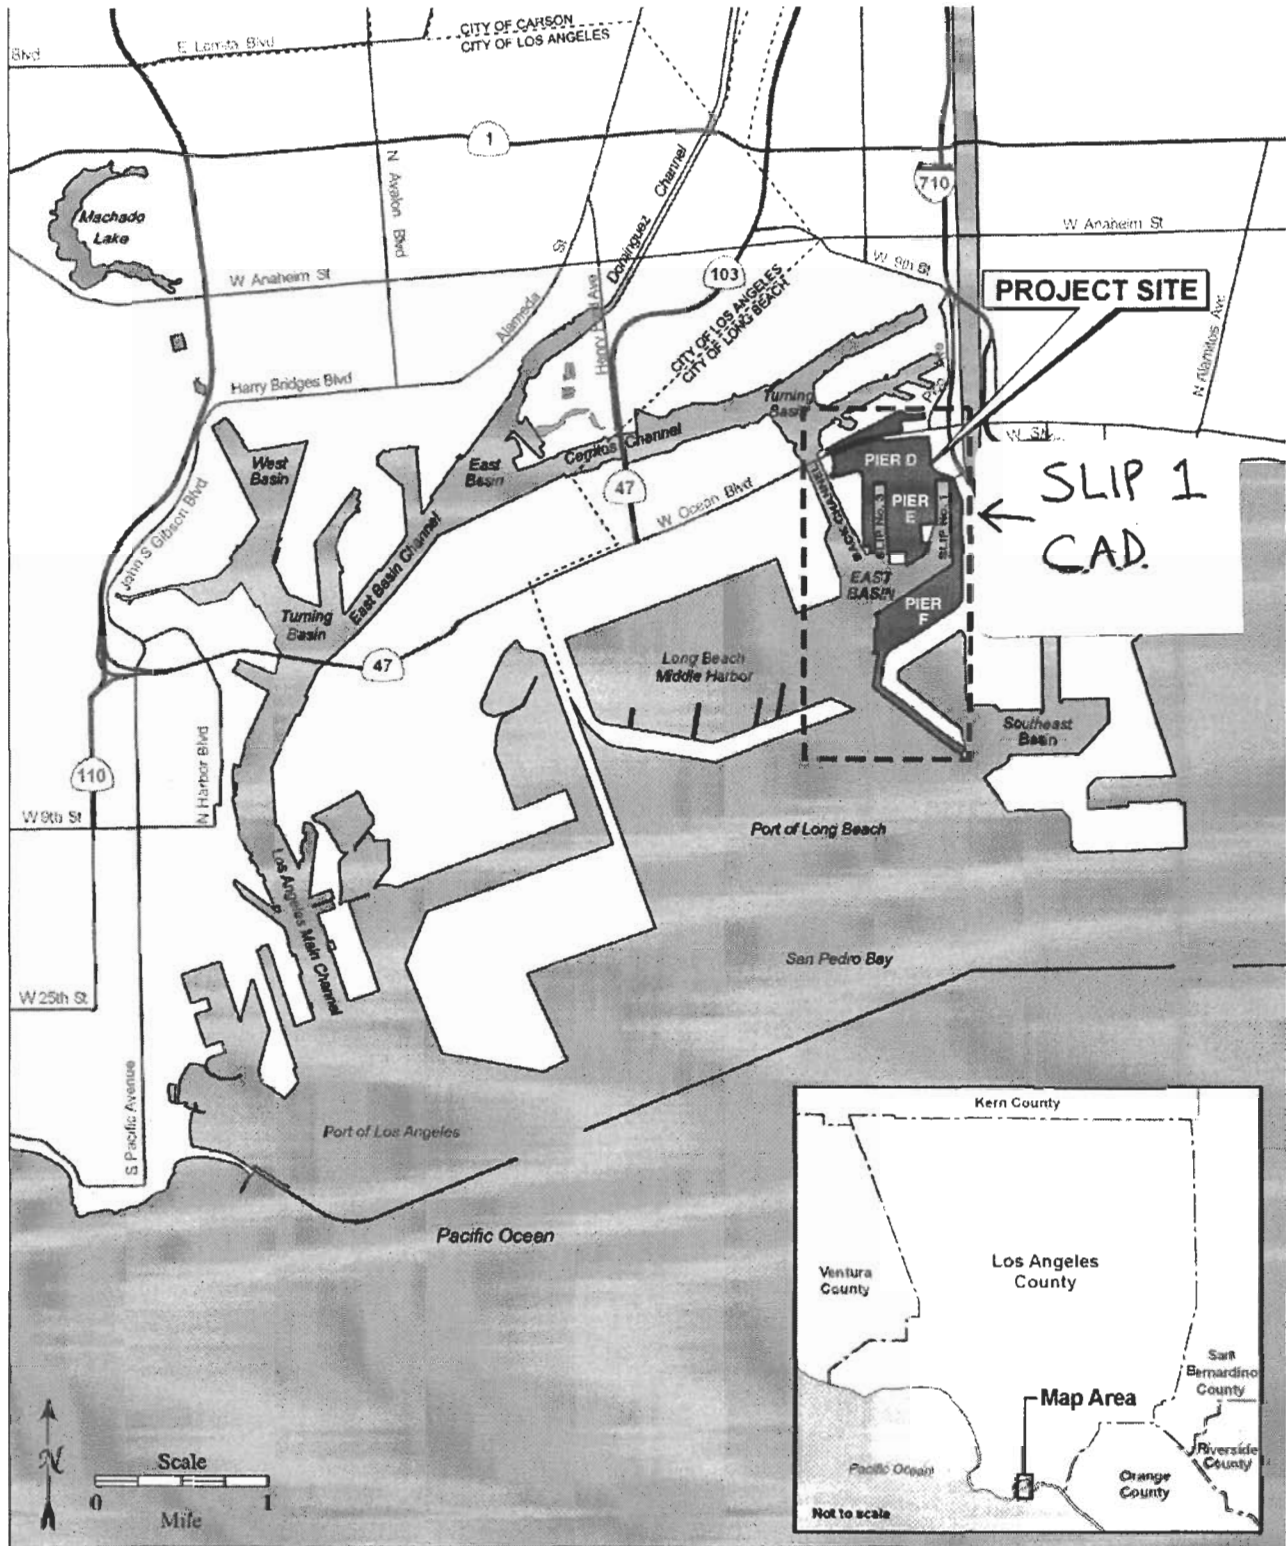 CITY OF CARSON
CITY OF LOS ANGELES
Blvd
E Lomita Blvd
1
Channel
710
N Avalon Blvd
Machado
Lake
W Anaheim St
W Anaheim St
St
Dominguez
103
W 9th St
PROJECT SITE
Alameda
CITY OF LOS ANGELES
CITY OF LONG BEACH
N Alamitos Ave
Harry Bridges Blvd
Turning
Basin
West
Basin
East
Basin
Cerritos Channel
47
W Ocean Blvd
PIER D
SLIP 1
CAD.
PIER
E
SLIP No. 3
SLIP No. 1
BACK CHANNEL
John S Gibson Blvd
East Basin Channel
EAST
BASIN
PIER
F
Turning
Basin
47
Long Beach
Middle Harbor
Southeast
Basin
N Harbor Blvd
110
W 9th St
Port of Long Beach
Los Angeles Main Channel
San Pedro Bay
W 25th St
S Pacific Avenue
Port of Los Angeles
Pacific Ocean
Kern County
Ventura
County
Los Angeles
County
San
Bernardino
County
Map Area
Riverside
County
Orange
County
Pacific Ocean
Not to scale
N
Scale
0 1
Mile